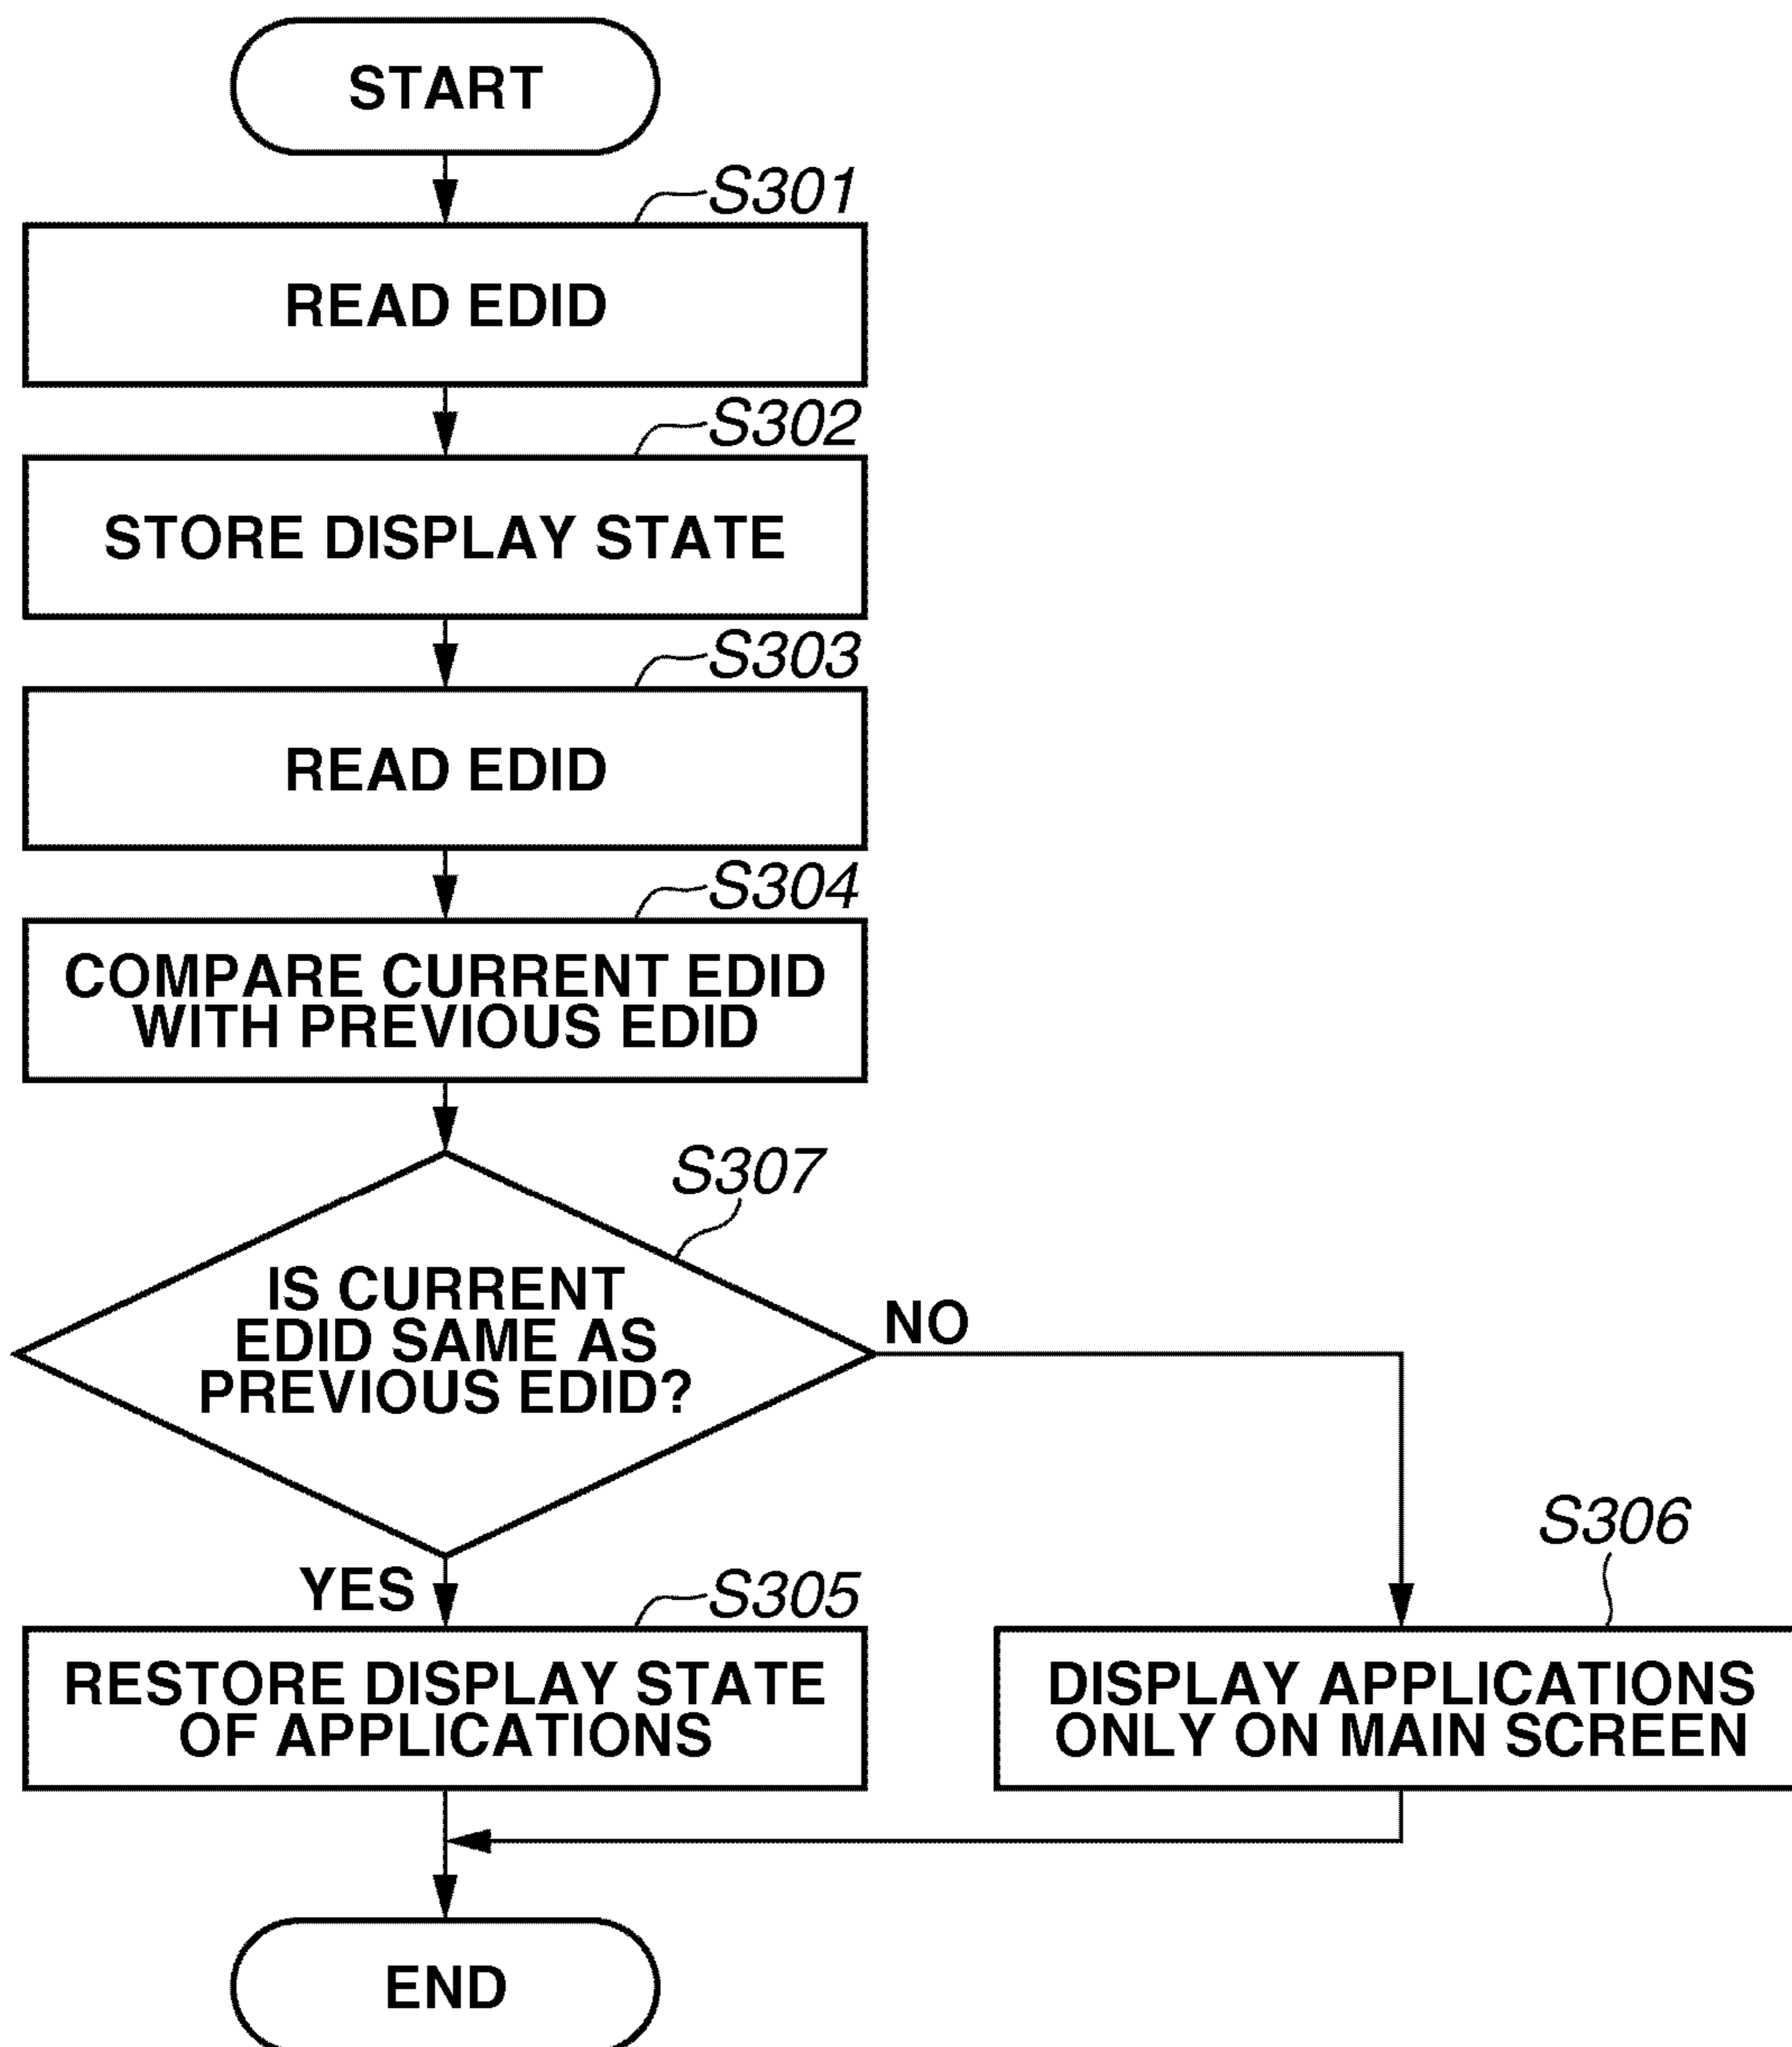 START
S301
READ EDID
S302
STORE DISPLAY STATE
S303
READ EDID
S304
COMPARE CURRENT EDID
WITH PREVIOUS EDID
S307
IS CURRENT
EDID SAME AS
PREVIOUS EDID?
NO
YES
S305
RESTORE DISPLAY STATE
OF APPLICATIONS
S306
DISPLAY APPLICATIONS
ONLY ON MAIN SCREEN
END